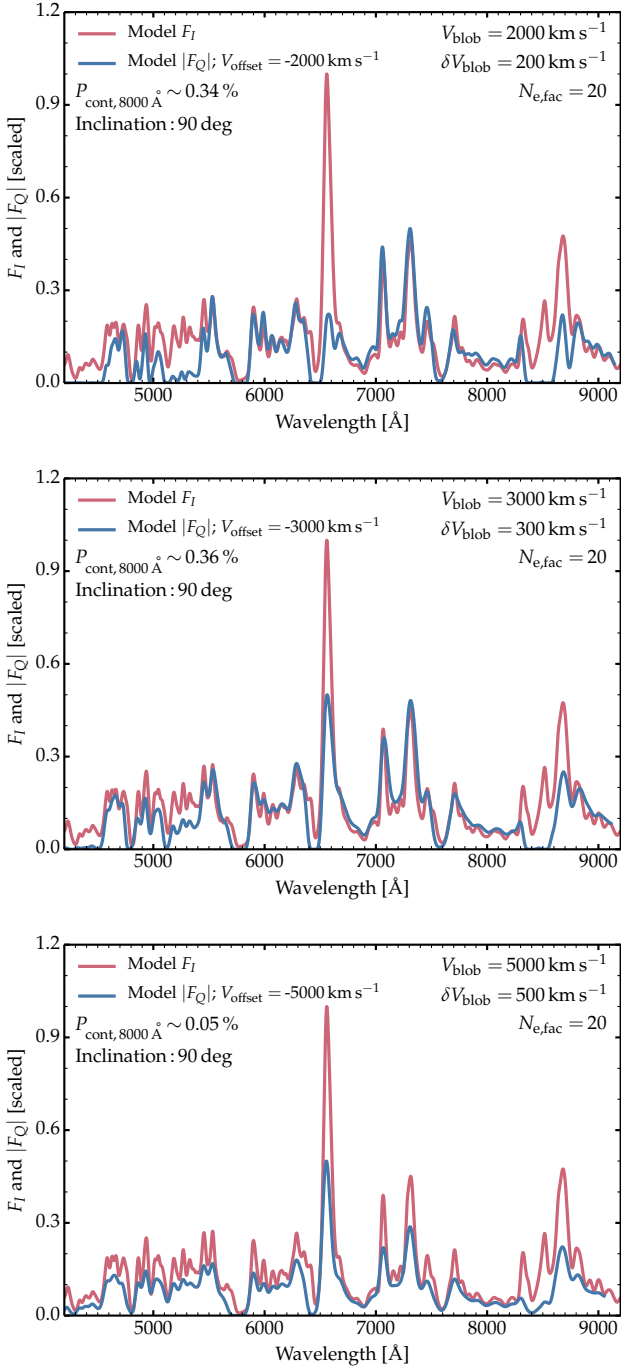 1.2
Model F_I
V_blob = 2000 km s⁻¹
Model |F_Q|; V_offset = -2000 km s⁻¹
δV_blob = 200 km s⁻¹
P_cont, 8000 Å ~ 0.34 %
N_e,fac = 20
Inclination : 90 deg
0.9
0.6
0.3
0.0
F_I and |F_Q| [scaled]
5000 6000 7000 8000 9000
Wavelength [Å]
1.2
Model F_I
V_blob = 3000 km s⁻¹
Model |F_Q|; V_offset = -3000 km s⁻¹
δV_blob = 300 km s⁻¹
P_cont, 8000 Å ~ 0.36 %
N_e,fac = 20
Inclination : 90 deg
0.9
0.6
0.3
0.0
F_I and |F_Q| [scaled]
5000 6000 7000 8000 9000
Wavelength [Å]
1.2
Model F_I
V_blob = 5000 km s⁻¹
Model |F_Q|; V_offset = -5000 km s⁻¹
δV_blob = 500 km s⁻¹
P_cont, 8000 Å ~ 0.05 %
N_e,fac = 20
Inclination : 90 deg
0.9
0.6
0.3
0.0
F_I and |F_Q| [scaled]
5000 6000 7000 8000 9000
Wavelength [Å]